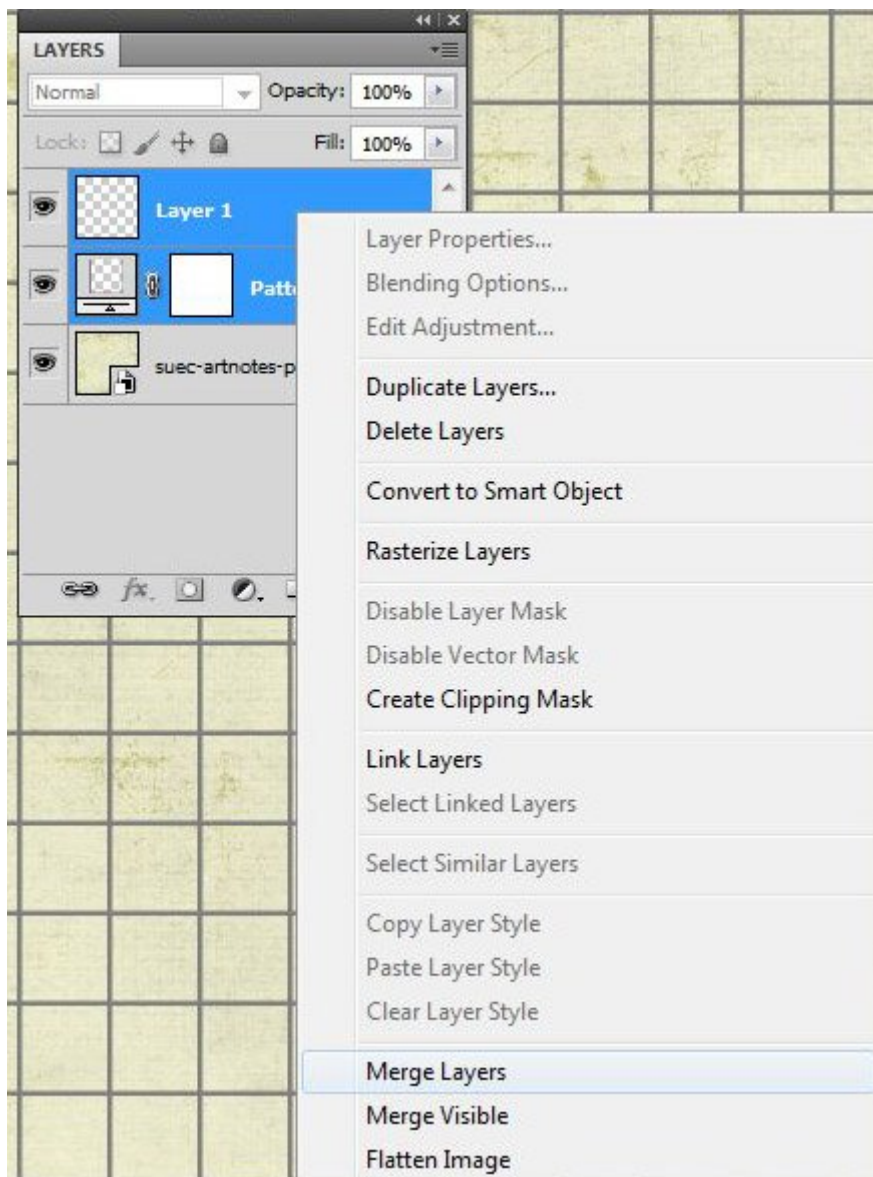 LAYERS
Normal Opacity: 100%
Lock: Fill: 100%
Layer 1
Patte
suec-artnotes-p
fx.
Layer Properties...
Blending Options...
Edit Adjustment...
Duplicate Layers...
Delete Layers
Convert to Smart Object
Rasterize Layers
Disable Layer Mask
Disable Vector Mask
Create Clipping Mask
Link Layers
Select Linked Layers
Select Similar Layers
Copy Layer Style
Paste Layer Style
Clear Layer Style
Merge Layers
Merge Visible
Flatten Image